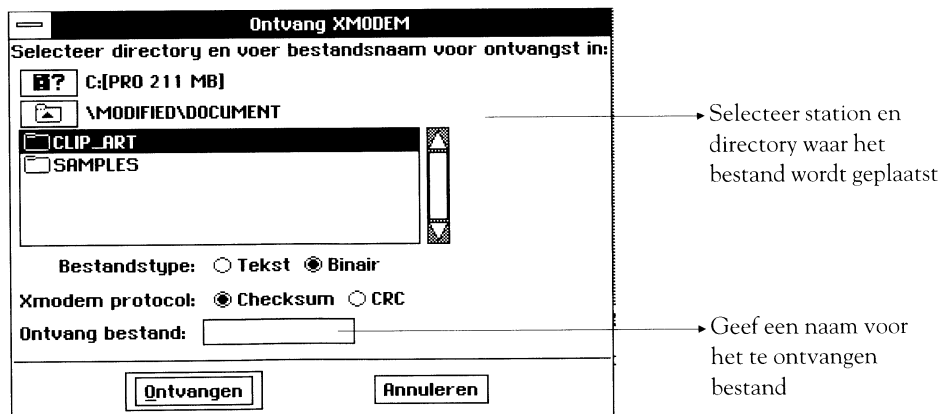 Ontvang XMODEM
Selecteer directory en voer bestandsnaam voor ontvangst in:
? C:[PRO 211 MB]
\MODIFIED\DOCUMENT
CLIP_ART
SAMPLES
Bestandstype: Tekst Binair
Xmodem protocol: Checksum CRC
Ontvang bestand:
Ontvangen Annuleren
Selecteer station en
directory waar het
bestand wordt geplaatst
Geef een naam voor
het te ontvangen
bestand